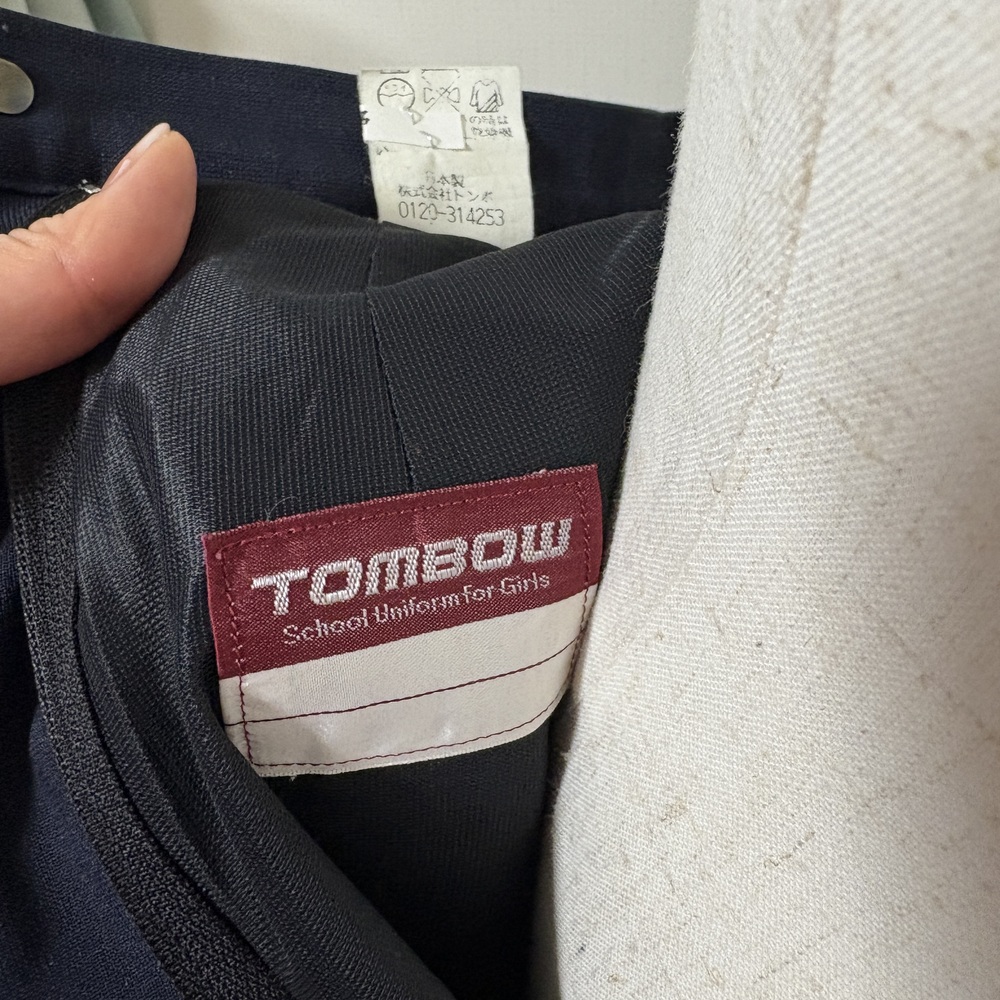 の時は
日本製
株式会社トンボ
0120-314253
TOMBOW
School Uniform for Girls